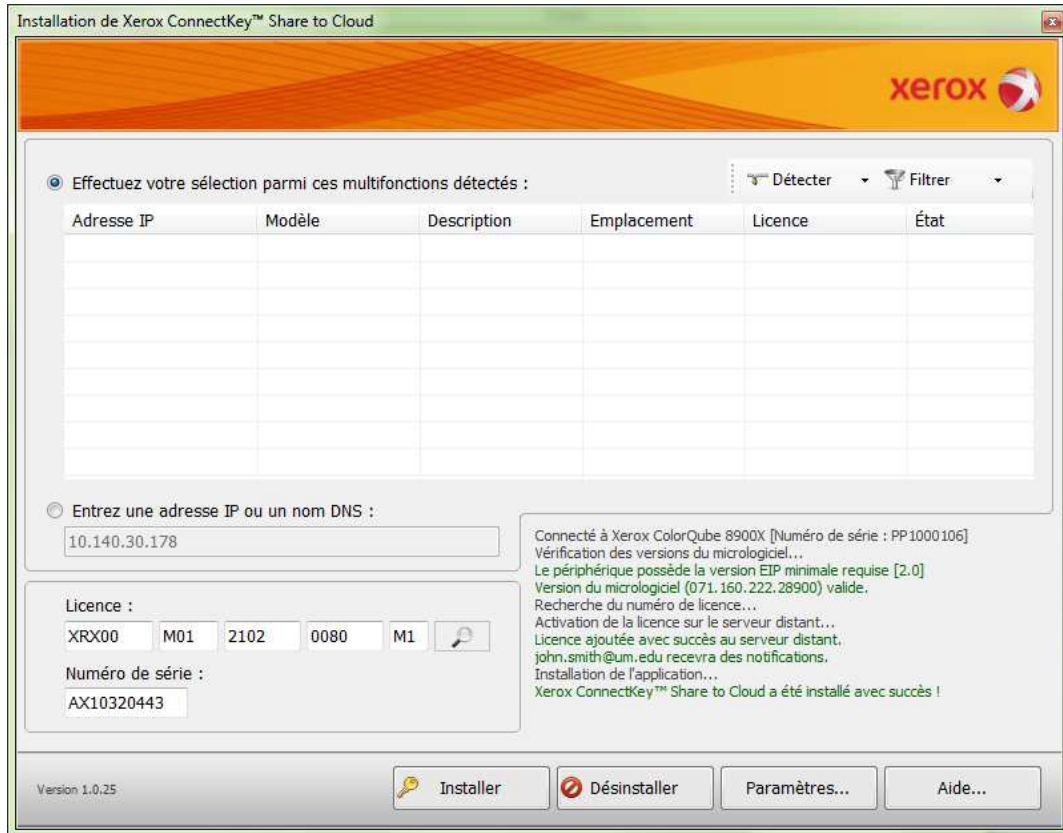 Installation de Xerox ConnectKey™ Share to Cloud
xerox
Effectuez votre sélection parmi ces multifonctions détectés :
Détecter
Filtrer
Adresse IP
Modèle
Description
Emplacement
Licence
État
Entrez une adresse IP ou un nom DNS :
10.140.30.178
Licence :
XRX00 M01 2102 0080 M1
Numéro de série :
AX10320443
Connecté à Xerox ColorQube 8900X [Numéro de série : PP1000106]
Vérification des versions du micrologiciel...
Le périphérique possède la version EIP minimale requise [2.0]
Version du micrologiciel (071.160.222.28900) valide.
Recherche du numéro de licence...
Activation de la licence sur le serveur distant...
Licence ajoutée avec succès au serveur distant.
john.smith@um.edu recevra des notifications.
Installation de l'application...
Xerox ConnectKey™ Share to Cloud a été installé avec succès !
Version 1.0.25
Installer
Désinstaller
Paramètres...
Aide...